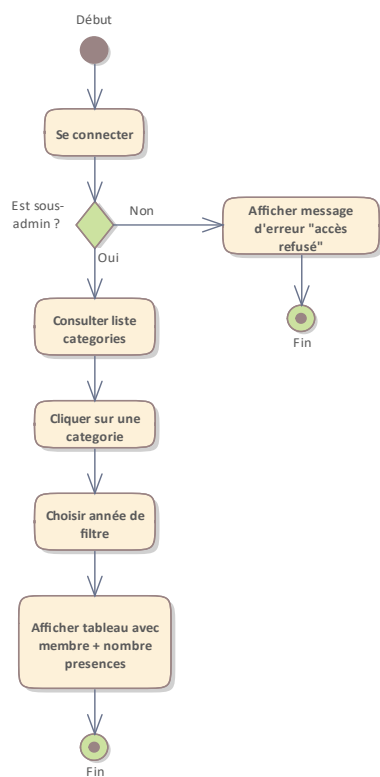 Début
Se connecter
Est sous-
admin ?
Non
Afficher message
d'erreur "accès
refusé"
Oui
Fin
Consulter liste
categories
Cliquer sur une
categorie
Choisir année de
filtre
Afficher tableau avec
membre + nombre
presences
Fin